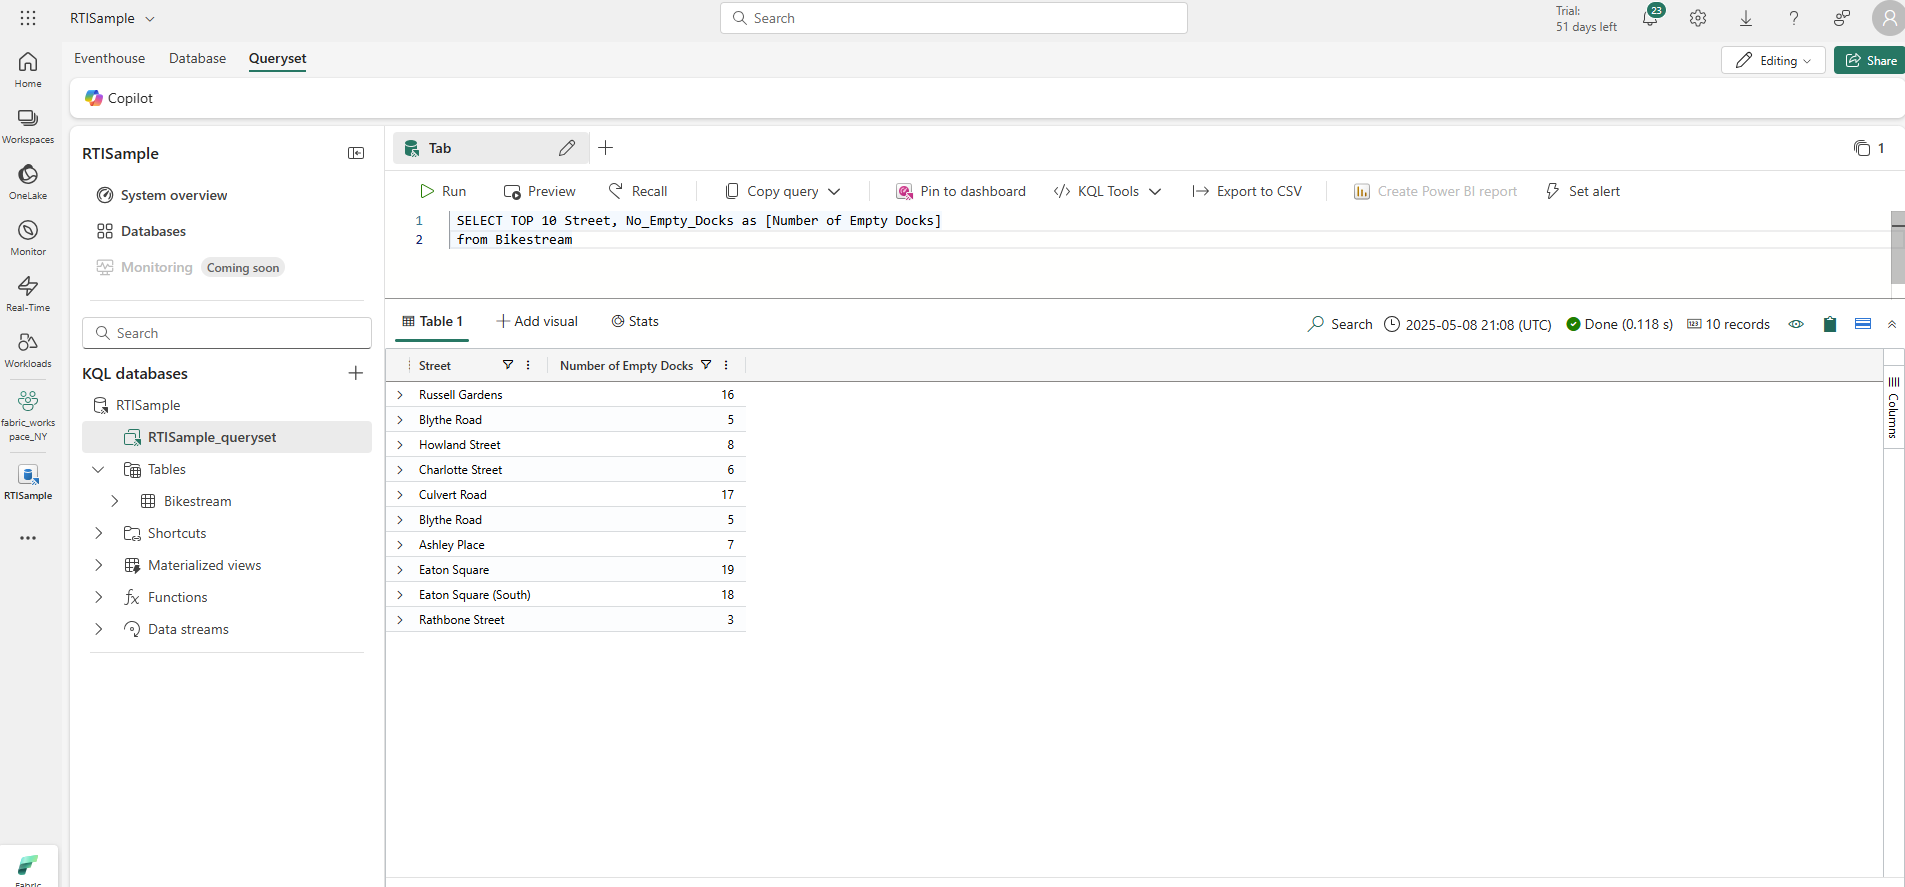 RTISample
Search
Trial:
51 days left
23
Home
Workspaces
OneLake
Monitor
Real-Time
Workloads
fabric_works
pace_NY
RTISample
Fabric
Eventhouse Database Queryset
Editing
Share
Copilot
RTISample
System overview
Databases
Monitoring Coming soon
Search
KQL databases
RTISample
RTISample_queryset
Tables
Bikestream
Shortcuts
Materialized views
Functions
Data streams
Tab
1
Run Preview Recall Copy query Pin to dashboard KQL Tools Export to CSV Create Power BI report Set alert
1 SELECT TOP 10 Street, No_Empty_Docks as [Number of Empty Docks]
2 from Bikestream
Table 1 Add visual Stats
Search 2025-05-08 21:08 (UTC) Done (0.118 s) 123 10 records
Street Number of Empty Docks
Russell Gardens 16
Blythe Road 5
Howland Street 8
Charlotte Street 6
Culvert Road 17
Blythe Road 5
Ashley Place 7
Eaton Square 19
Eaton Square (South) 18
Rathbone Street 3
Columns